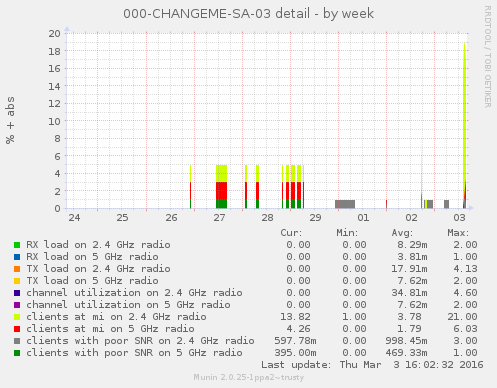 000-CHANGEME-SA-03 detail - by week
RRDTOOL / TOBI OETIKER
% + abs
20
18
16
14
12
10
8
6
4
2
0
24 25 26 27 28 29 01 02 03
Cur: Min: Avg: Max:
RX load on 2.4 GHz radio 0.00 0.00 8.29m 2.00
RX load on 5 GHz radio 0.00 0.00 3.81m 1.00
TX load on 2.4 GHz radio 0.00 0.00 17.91m 4.13
TX load on 5 GHz radio 0.00 0.00 7.62m 2.00
channel utilization on 2.4 GHz radio 0.00 0.00 34.81m 4.60
channel utilization on 5 GHz radio 0.00 0.00 7.62m 2.00
clients at mi on 2.4 GHz radio 13.82 1.00 3.78 21.00
clients at mi on 5 GHz radio 4.26 0.00 1.79 6.03
clients with poor SNR on 2.4 GHz radio 597.78m 0.00 998.45m 3.00
clients with poor SNR on 5 GHz radio 395.00m 0.00 469.33m 1.00
Last update: Thu Mar 3 16:02:32 2016
Munin 2.0.25-1ppa2~trusty